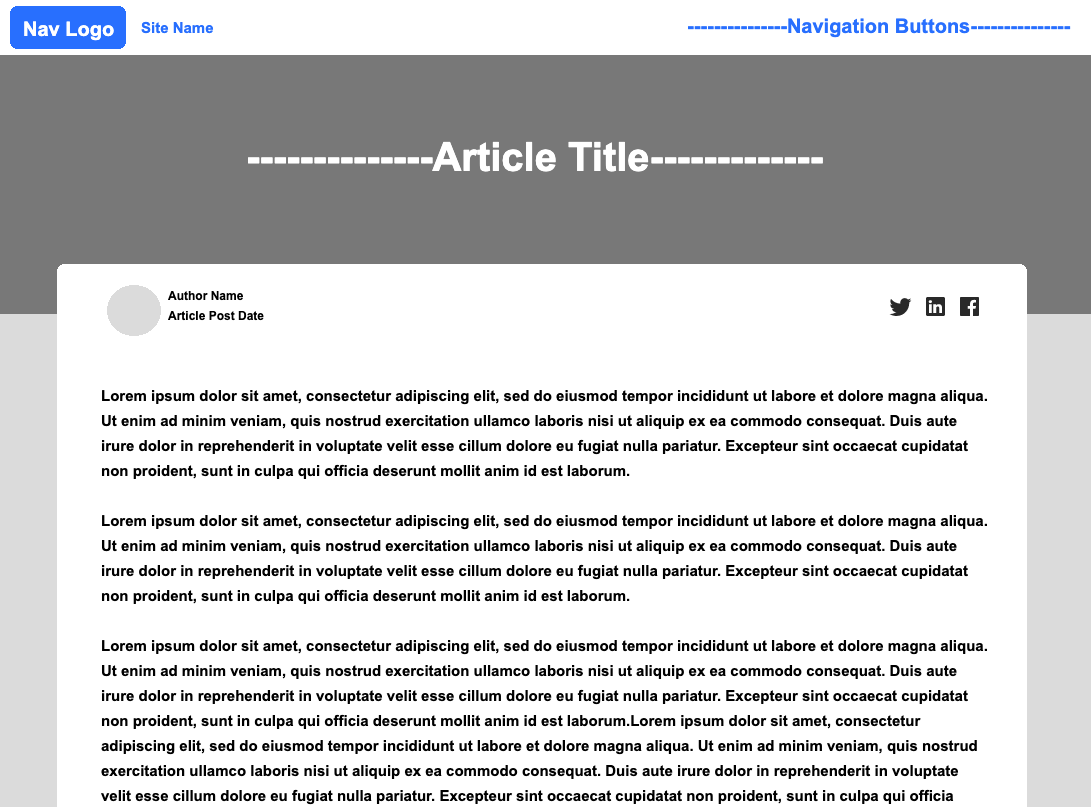 Nav Logo
Site Name
---------------Navigation Buttons---------------
--------------Article Title-------------
Author Name
Article Post Date
Lorem ipsum dolor sit amet, consectetur adipiscing elit, sed do eiusmod tempor incididunt ut labore et dolore magna aliqua.
Ut enim ad minim veniam, quis nostrud exercitation ullamco laboris nisi ut aliquip ex ea commodo consequat. Duis aute
irure dolor in reprehenderit in voluptate velit esse cillum dolore eu fugiat nulla pariatur. Excepteur sint occaecat cupidatat
non proident, sunt in culpa qui officia deserunt mollit anim id est laborum.
Lorem ipsum dolor sit amet, consectetur adipiscing elit, sed do eiusmod tempor incididunt ut labore et dolore magna aliqua.
Ut enim ad minim veniam, quis nostrud exercitation ullamco laboris nisi ut aliquip ex ea commodo consequat. Duis aute
irure dolor in reprehenderit in voluptate velit esse cillum dolore eu fugiat nulla pariatur. Excepteur sint occaecat cupidatat
non proident, sunt in culpa qui officia deserunt mollit anim id est laborum.
Lorem ipsum dolor sit amet, consectetur adipiscing elit, sed do eiusmod tempor incididunt ut labore et dolore magna aliqua.
Ut enim ad minim veniam, quis nostrud exercitation ullamco laboris nisi ut aliquip ex ea commodo consequat. Duis aute
irure dolor in reprehenderit in voluptate velit esse cillum dolore eu fugiat nulla pariatur. Excepteur sint occaecat cupidatat
non proident, sunt in culpa qui officia deserunt mollit anim id est laborum.Lorem ipsum dolor sit amet, consectetur
adipiscing elit, sed do eiusmod tempor incididunt ut labore et dolore magna aliqua. Ut enim ad minim veniam, quis nostrud
exercitation ullamco laboris nisi ut aliquip ex ea commodo consequat. Duis aute irure dolor in reprehenderit in voluptate
velit esse cillum dolore eu fugiat nulla pariatur. Excepteur sint occaecat cupidatat non proident, sunt in culpa qui officia